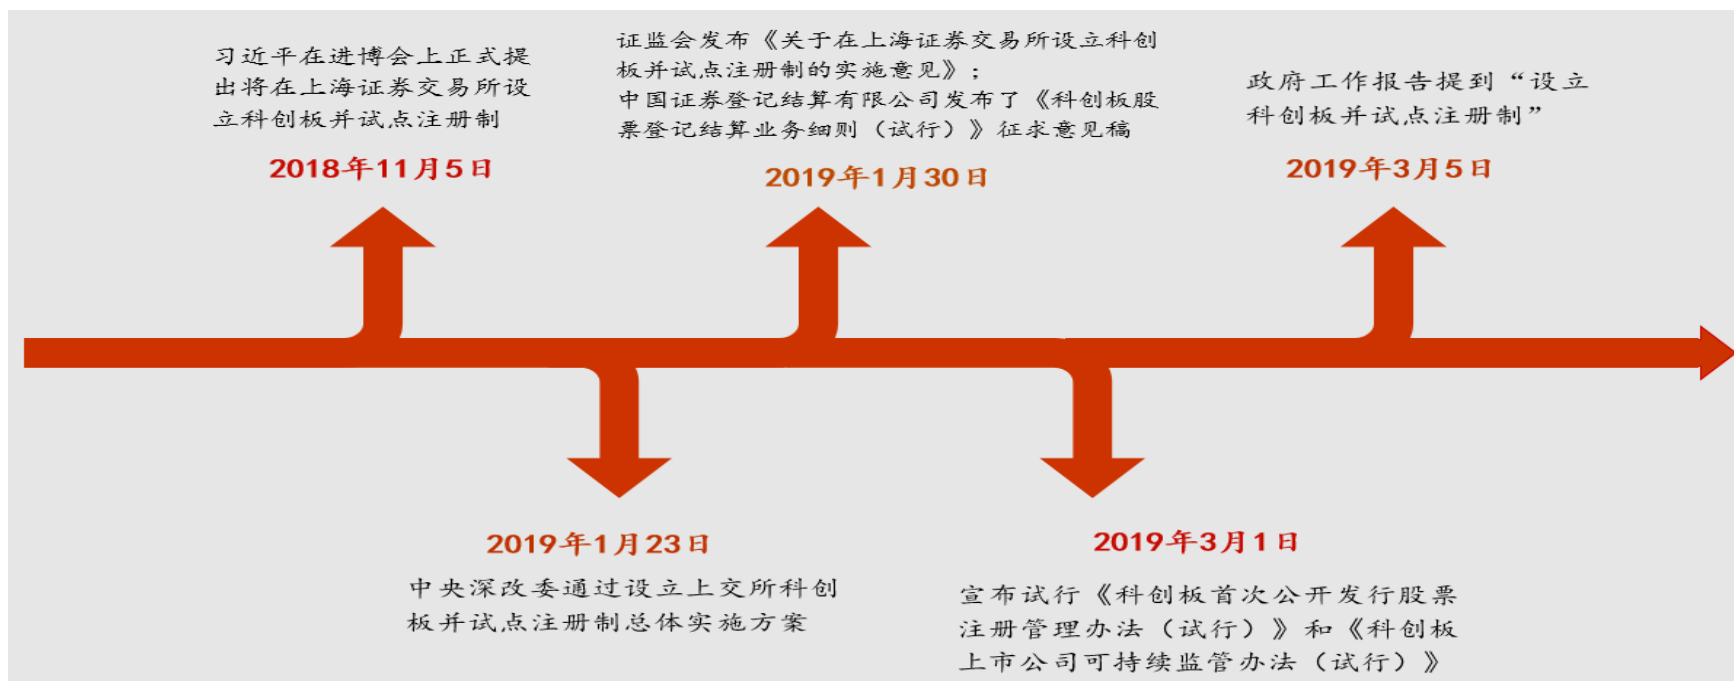 习近平在进博会上正式提
出将在上海证券交易所设
立科创板并试点注册制
2018年11月5日
证监会发布《关于在上海证券交易所设立科创
板并试点注册制的实施意见》;
中国证券登记结算有限公司发布了《科创板股
票登记结算业务细则（试行）》征求意见稿
2019年1月30日
政府工作报告提到“设立
科创板并试点注册制”
2019年3月5日
2019年1月23日
中央深改委通过设立上交所科创
板并试点注册制总体实施方案
2019年3月1日
宣布试行《科创板首次公开发行股票
注册管理办法（试行）》和《科创板
上市公司可持续监管办法（试行）》